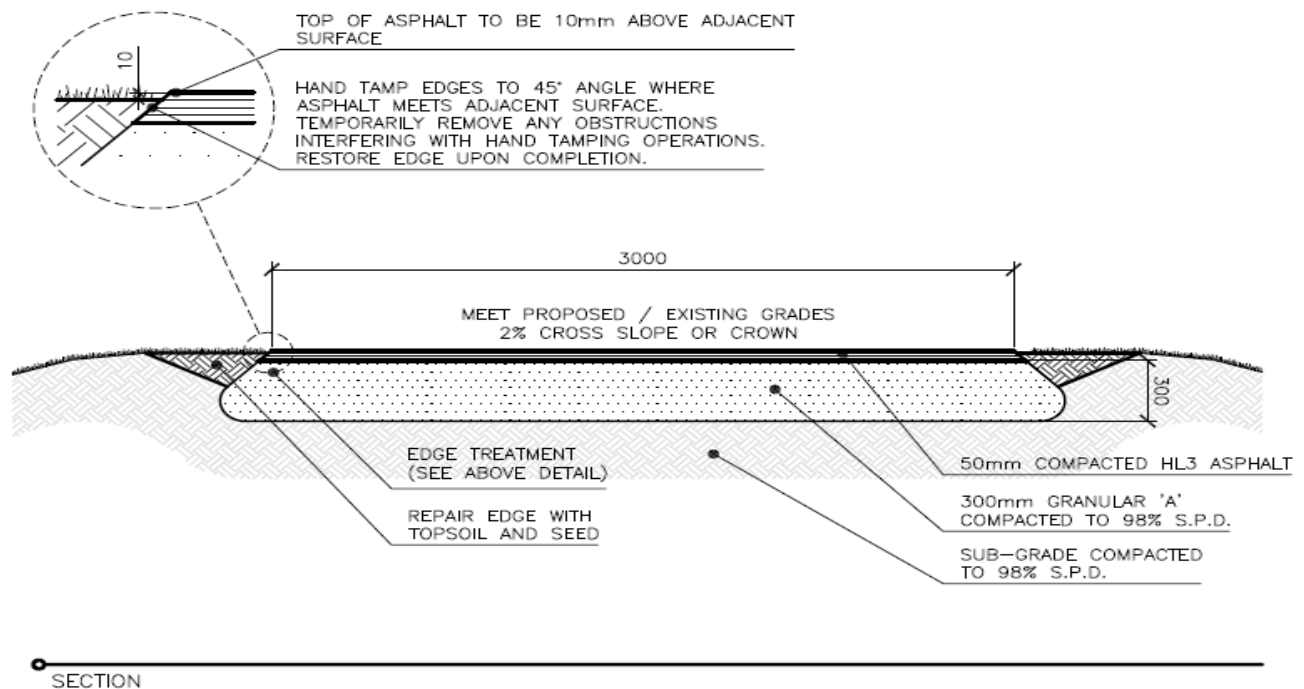 TOP OF ASPHALT TO BE 10mm ABOVE ADJACENT
SURFACE
10
HAND TAMP EDGES TO 45° ANGLE WHERE
ASPHALT MEETS ADJACENT SURFACE.
TEMPORARILY REMOVE ANY OBSTRUCTIONS
INTERFERING WITH HAND TAMPING OPERATIONS.
RESTORE EDGE UPON COMPLETION.
3000
MEET PROPOSED / EXISTING GRADES
2% CROSS SLOPE OR CROWN
300
EDGE TREATMENT
(SEE ABOVE DETAIL)
REPAIR EDGE WITH
TOPSOIL AND SEED
50mm COMPACTED HL3 ASPHALT
300mm GRANULAR 'A'
COMPACTED TO 98% S.P.D.
SUB-GRADE COMPACTED
TO 98% S.P.D.
SECTION